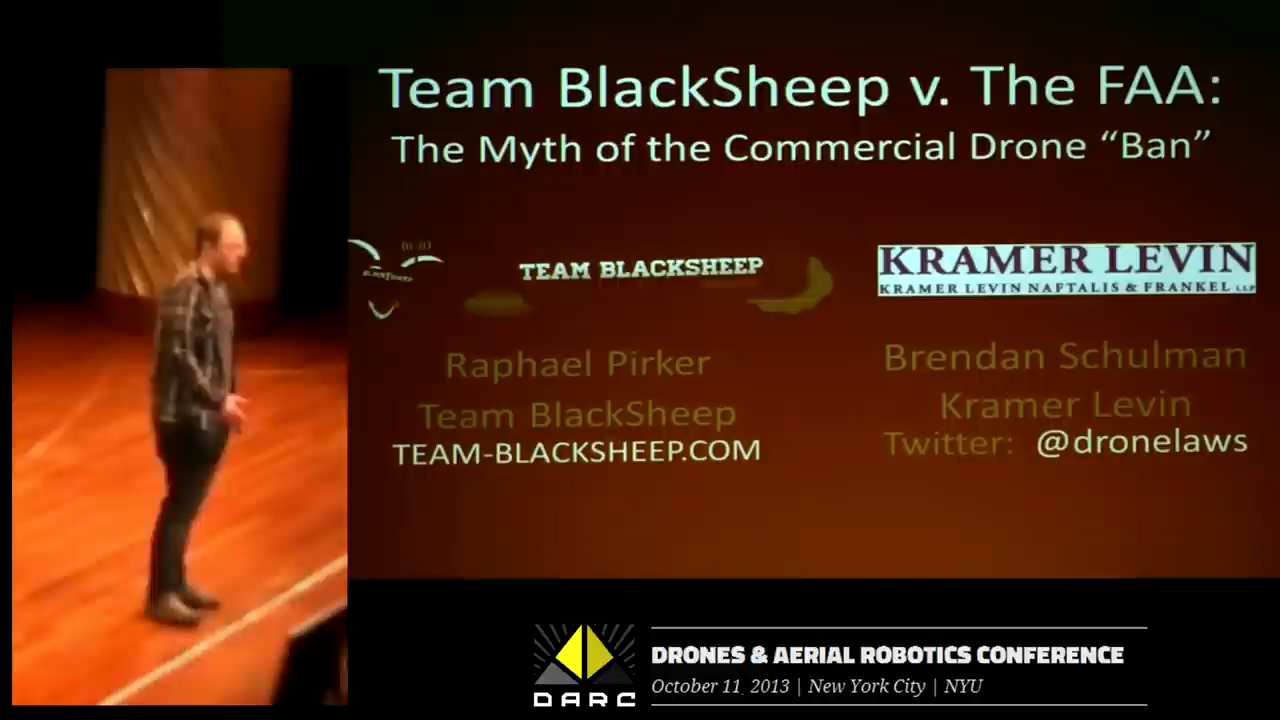 Team BlackSheep v. The FAA:
The Myth of the Commercial Drone “Ban”
TEAM BLACKSHEEP
KRAMER LEVIN
KRAMER LEVIN NAFTALIS & FRANKEL LLP
Raphael Pirker
Team BlackSheep
TEAM-BLACKSHEEP.COM
Brendan Schulman
Kramer Levin
Twitter: @dronelaws
DARC
DRONES & AERIAL ROBOTICS CONFERENCE
October 11, 2013 | New York City | NYU